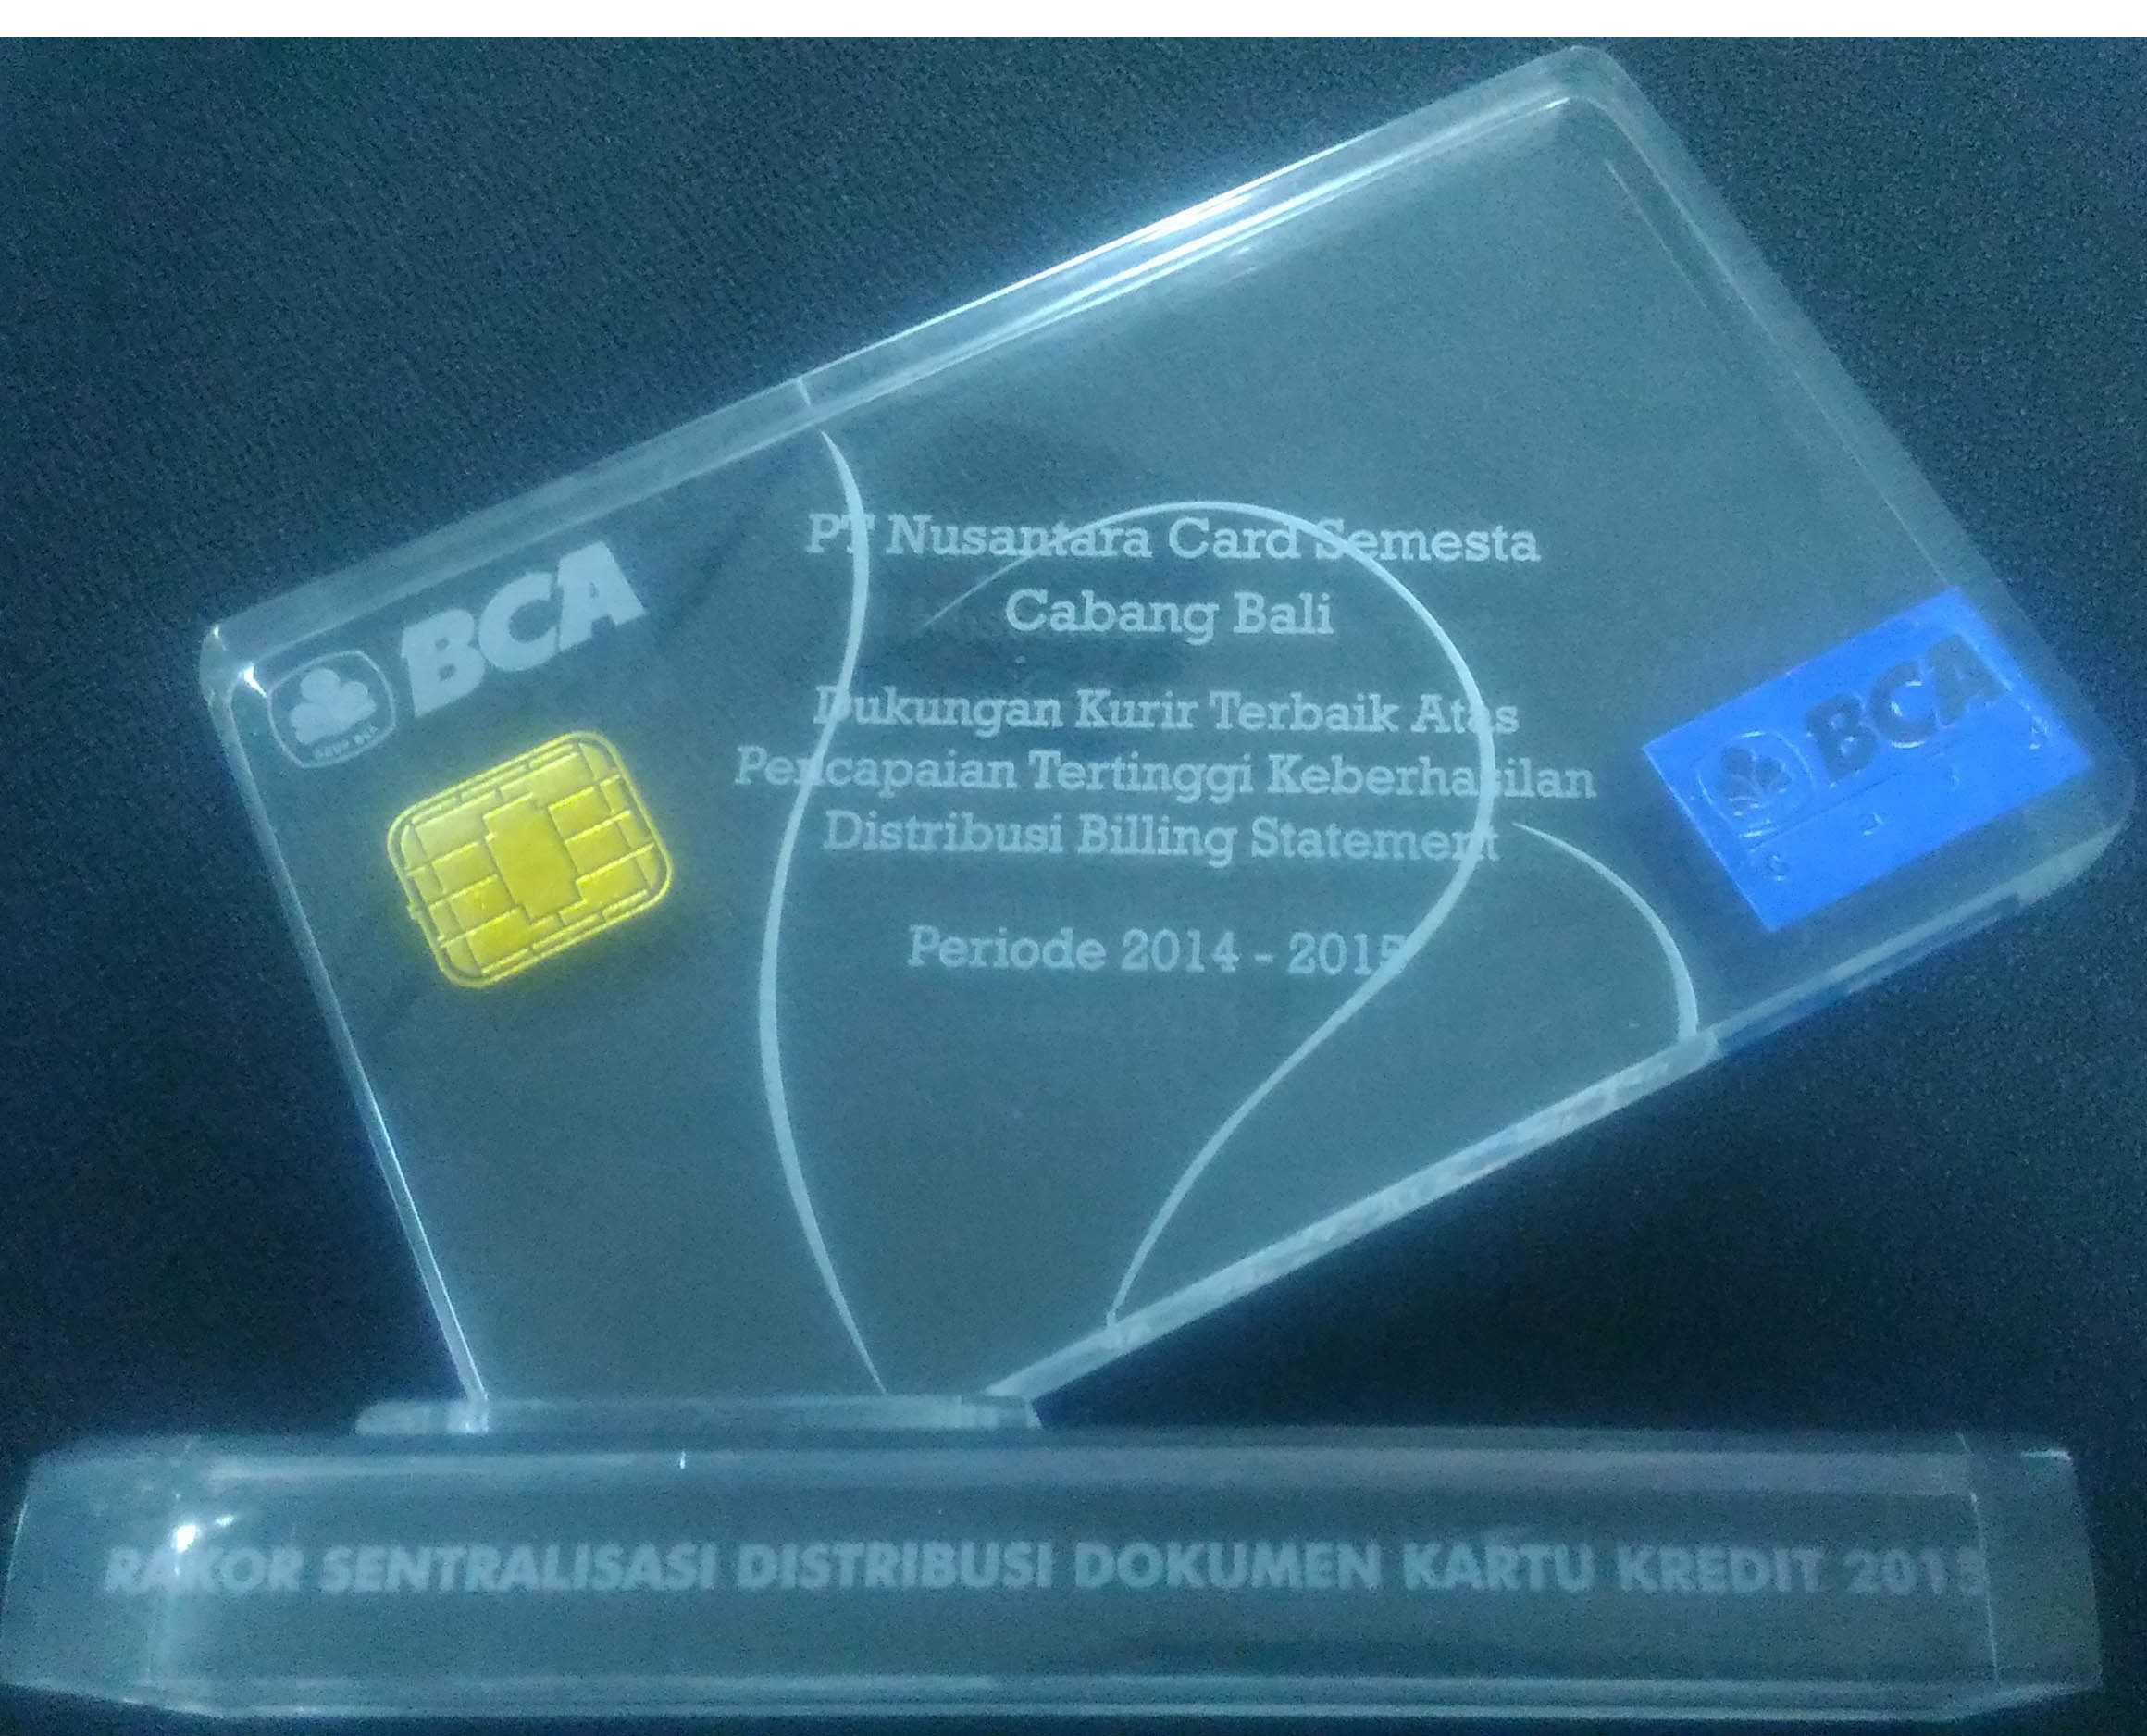 BCA
PT Nusantara Card Semesta
Cabang Bali
Dukungan Kurir Terbaik Atas
Pencapaian Tertinggi Keberhasilan
Distribusi Billing Statement
Periode 2014 - 2015
BCA
RAKOR SENTRALISASI DISTRIBUSI DOKUMEN KARTU KREDIT 2015